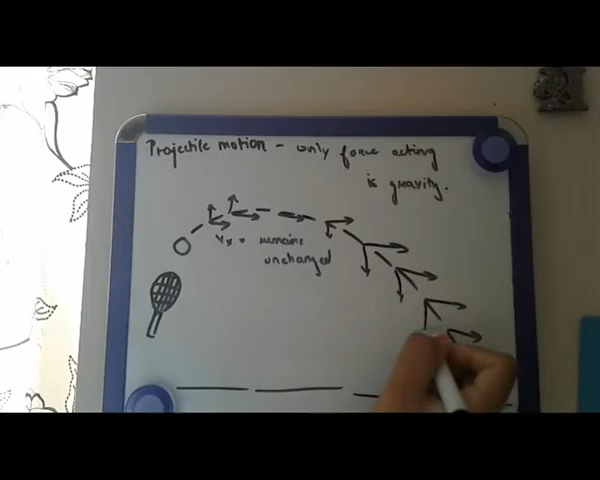 Projectile motion - only force acting
is gravity.
Vx = remains
unchanged